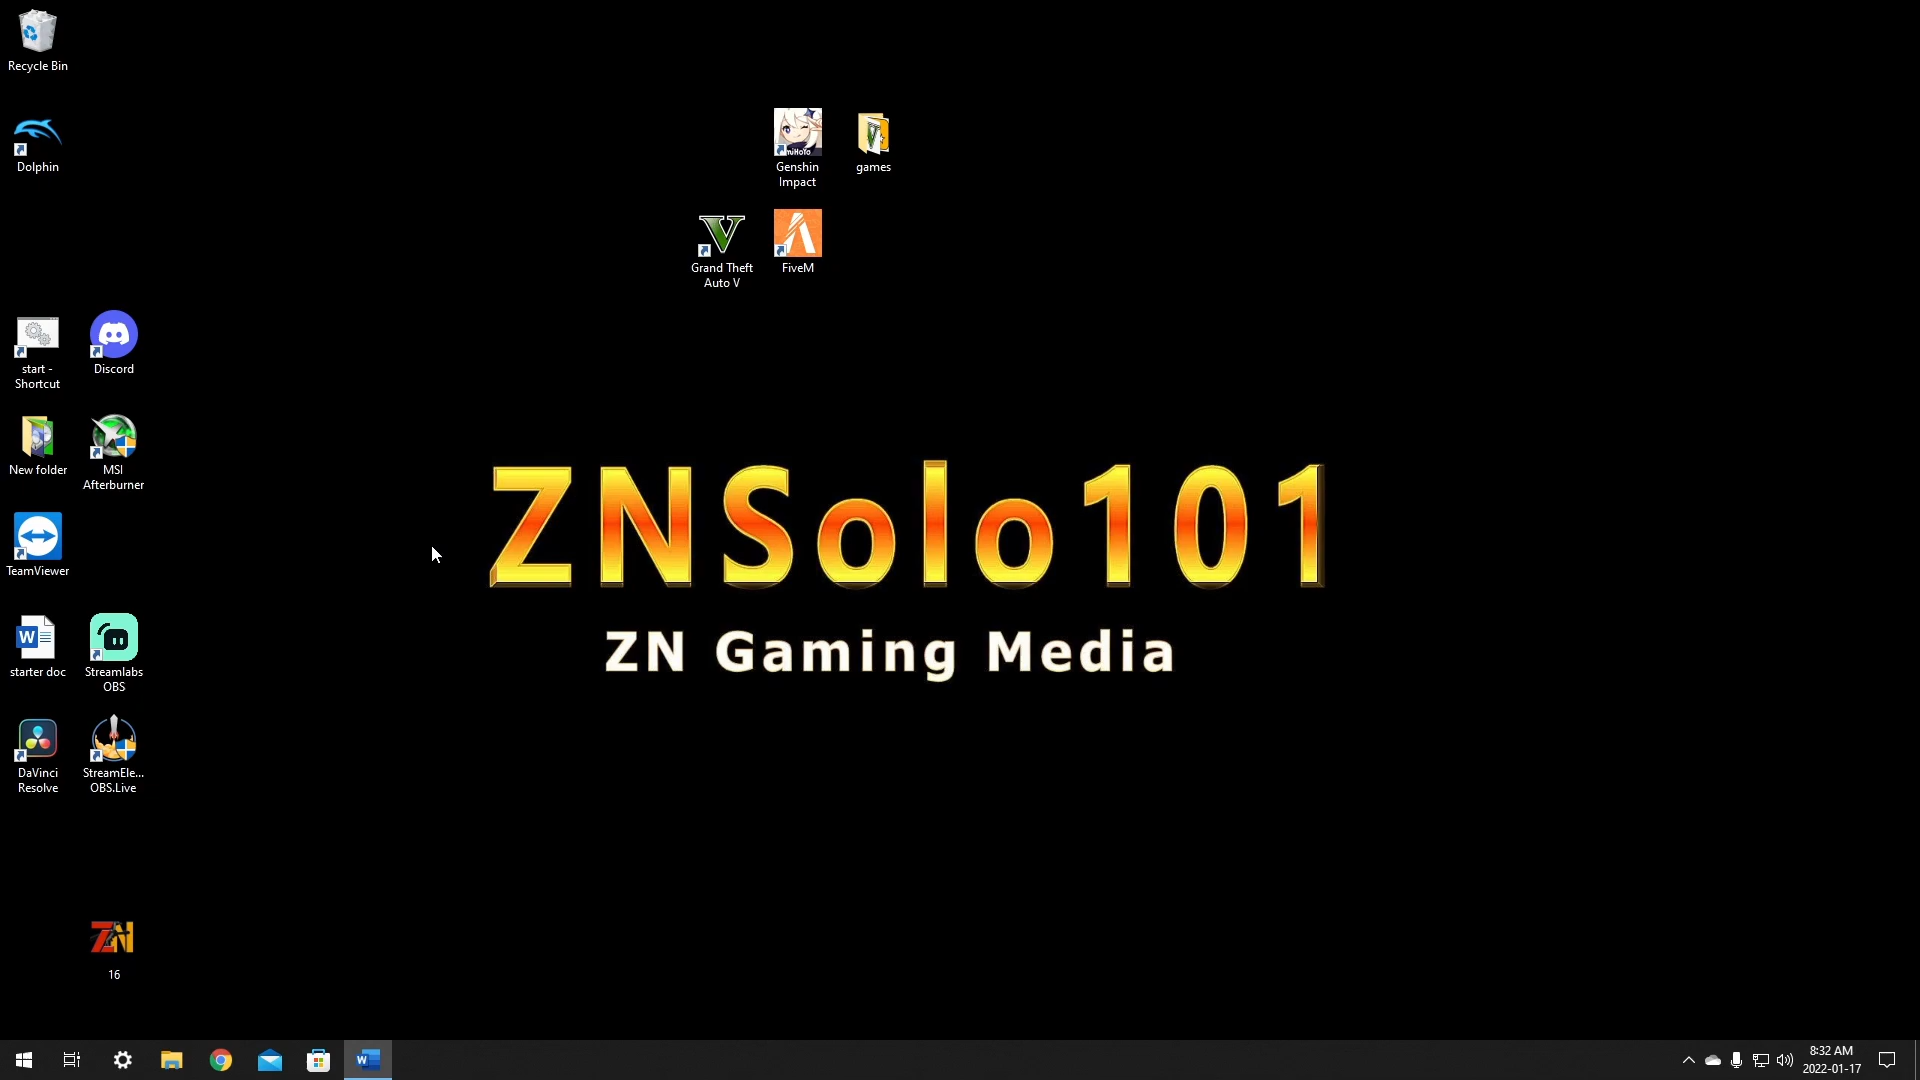 Recycle Bin
Dolphin
Genshin
Impact
games
Grand Theft
Auto V
FiveM
start -
Shortcut
Discord
New folder
MSI
Afterburner
TeamViewer
ZNSolo101
ZN Gaming Media
starter doc
Streamlabs
OBS
DaVinci
Resolve
StreamEle...
OBS.Live
ZN
16
8:32 AM
2022-01-17